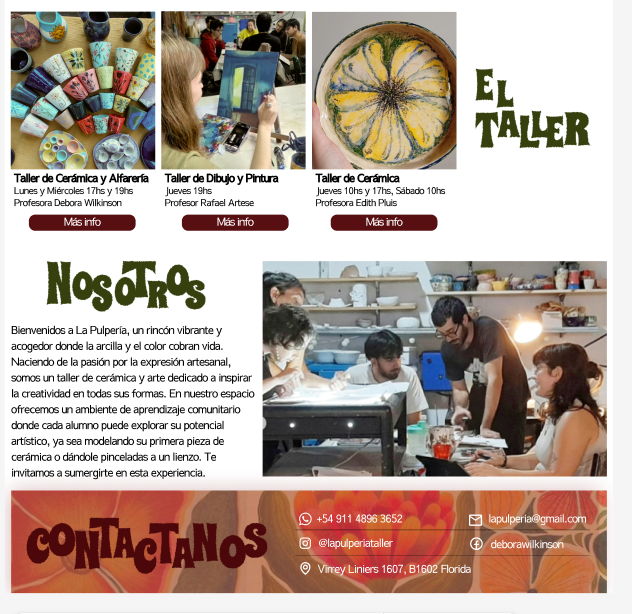 EL
TALLER
Taller de Cerámica y Alfarería
Lunes y Miércoles 17hs y 19hs
Profesora Debora Wilkinson
Más info
Taller de Dibujo y Pintura
Jueves 19hs
Profesor Rafael Artese
Más info
Taller de Cerámica
Jueves 10hs y 17hs, Sábado 10hs
Profesora Edith Pluis
Más info
NOSOTROS
Bienvenidos a La Pulpería, un rincón vibrante y
acogedor donde la arcilla y el color cobran vida.
Naciendo de la pasión por la expresión artesanal,
somos un taller de cerámica y arte dedicado a inspirar
la creatividad en todas sus formas. En nuestro espacio
ofrecemos un ambiente de aprendizaje comunitario
donde cada alumno puede explorar su potencial
artístico, ya sea modelando su primera pieza de
cerámica o dándole pinceladas a un lienzo. Te
invitamos a sumergirte en esta experiencia.
CONTACTANOS
+54 911 4896 3652
lapulperia@gmail.com
@lapulperiataller
deborawilkinson
Virrey Liniers 1607, B1602 Florida